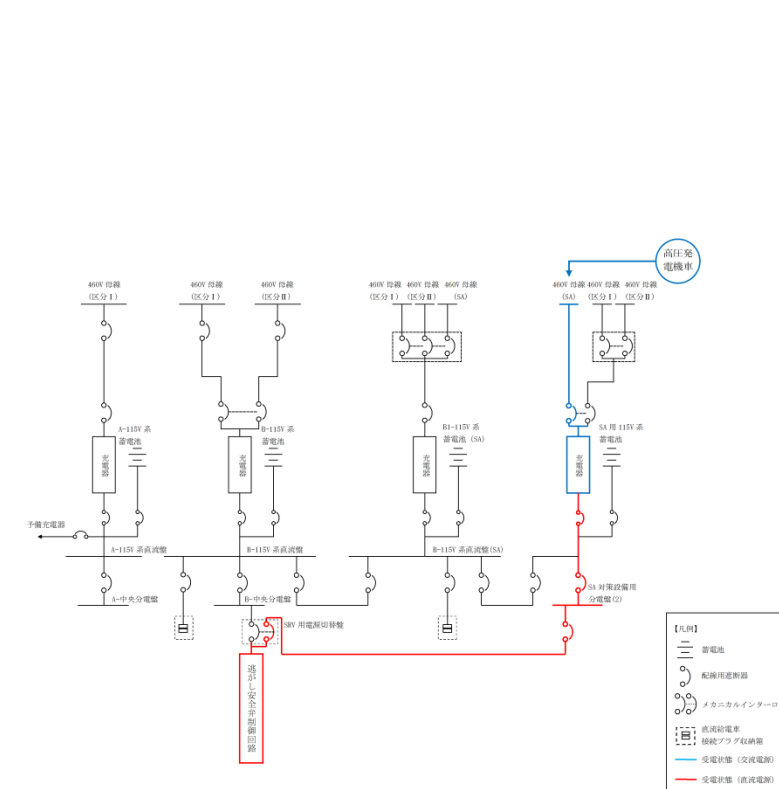 高圧発
電機車
460V 母線
(区分Ⅰ)
460V 母線
(区分Ⅰ)
460V 母線
(区分Ⅱ)
460V 母線
(区分Ⅰ)
460V 母線
(区分Ⅱ)
460V 母線
(SA)
460V 母線
(SA)
460V 母線
(区分Ⅰ)
460V 母線
(区分Ⅱ)
A-115V 系
蓄電池
B-115V 系
蓄電池
B1-115V 系
蓄電池 (SA)
SA 用 115V 系
蓄電池
充電器
充電器
充電器
充電器
予備充電器
A-115V 系直流盤
B-115V 系直流盤
B-115V 系直流盤(SA)
A-中央分電盤
B-中央分電盤
SA 対策設備用
分電盤(2)
SRV 用電源切替盤
逃がし安全弁制御回路
【凡例】
蓄電池
配線用遮断器
メカニカルインターロ
直流給電車
接続プラグ収納箱
受電状態 (交流電源)
受電状態 (直流電源)